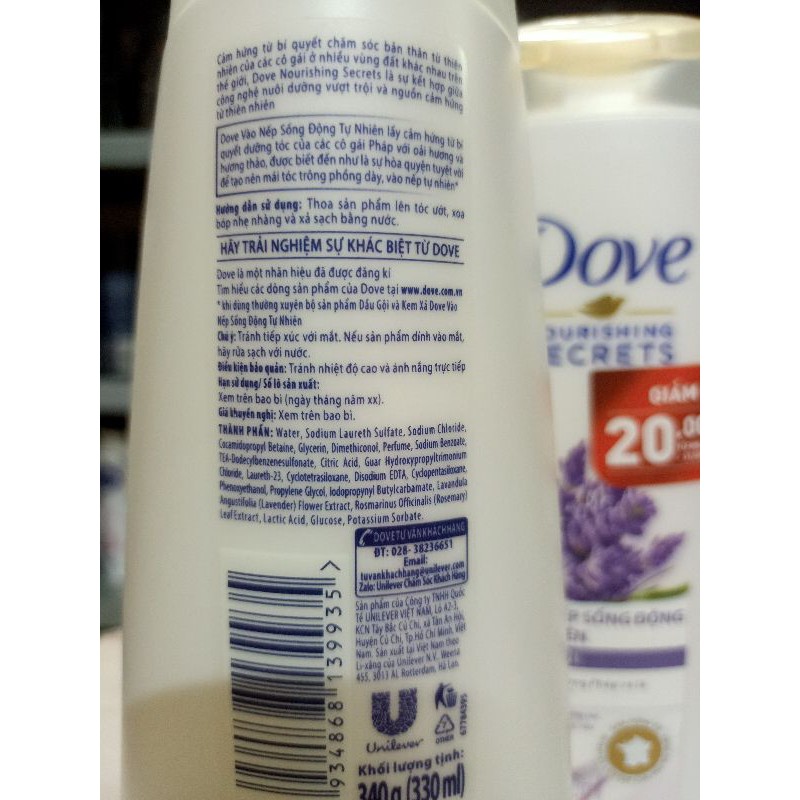 Cảm hứng từ bí quyết chăm sóc bản thân từ thiên
nhiên của các cô gái ở nhiều vùng đất khác nhau trên
thế giới, Dove Nourishing Secrets là sự kết hợp giữa
công nghệ nuôi dưỡng vượt trội và nguồn cảm hứng
từ thiên nhiên
Dove Vào Nếp Sống Động Tự Nhiên lấy cảm hứng từ bí
quyết dưỡng tóc của các cô gái Pháp với oải hương và
hương thảo, được biết đến như là sự hòa quyện tuyệt vời
để tạo nên mái tóc trông phồng dày, vào nếp tự nhiên*
Hướng dẫn sử dụng: Thoa sản phẩm lên tóc ướt, xoa
bóp nhẹ nhàng và xả sạch bằng nước.
HÃY TRẢI NGHIỆM SỰ KHÁC BIỆT TỪ DOVE
Dove là một nhãn hiệu đã được đăng kí
Tìm hiểu các dòng sản phẩm của Dove tại www.dove.com.vn
* khi dùng thường xuyên bộ sản phẩm Dầu Gội và Kem Xả Dove Vào
Nếp Sống Động Tự Nhiên
Chú ý: Tránh tiếp xúc với mắt. Nếu sản phẩm dính vào mắt,
hãy rửa sạch với nước.
Điều kiện bảo quản: Tránh nhiệt độ cao và ánh nắng trực tiếp
Hạn sử dụng/ Số lô sản xuất:
Xem trên bao bì (ngày tháng năm xx).
Giá khuyến nghị: Xem trên bao bì.
THÀNH PHẦN: Water, Sodium Laureth Sulfate, Sodium Chloride,
Cocamidopropyl Betaine, Glycerin, Dimethiconol, Perfume, Sodium Benzoate,
TEA-Dodecylbenzenesulfonate, Citric Acid, Guar Hydroxypropyltrimonium
Chloride, Laureth-23, Cyclotetrasiloxane, Disodium EDTA, Cyclopentasiloxane,
Phenoxyethanol, Propylene Glycol, Iodopropynyl Butylcarbamate, Lavandula
Angustifolia (Lavender) Flower Extract, Rosmarinus Officinalis (Rosemary)
Leaf Extract, Lactic Acid, Glucose, Potassium Sorbate.
DOVE TƯ VẤN KHÁCH HÀNG
ĐT: 028- 38236651
Email:
tuvankhachhang@unilever.com
Zalo: Unilever Chăm Sóc Khách Hàng
Sản phẩm của Công ty TNHH Quốc
Tế UNILEVER VIỆT NAM, Lô A2-3,
KCN Tây Bắc Củ Chi, xã Tân An Hội,
Huyện Củ Chi, Tp Hồ Chí Minh, Việt
Nam. Sản xuất tại Việt Nam theo
Li-xăng của Unilever N.V. Weena
455, 3013 AL Rotterdam, Hà Lan.
9 934868 139935 >
Unilever
7
OTHER
67784595
Khối lượng tịnh:
340g (330ml)
Dove
OURISHING
ECRETS
GIẢM
20.00
P SỐNG ĐỘNG